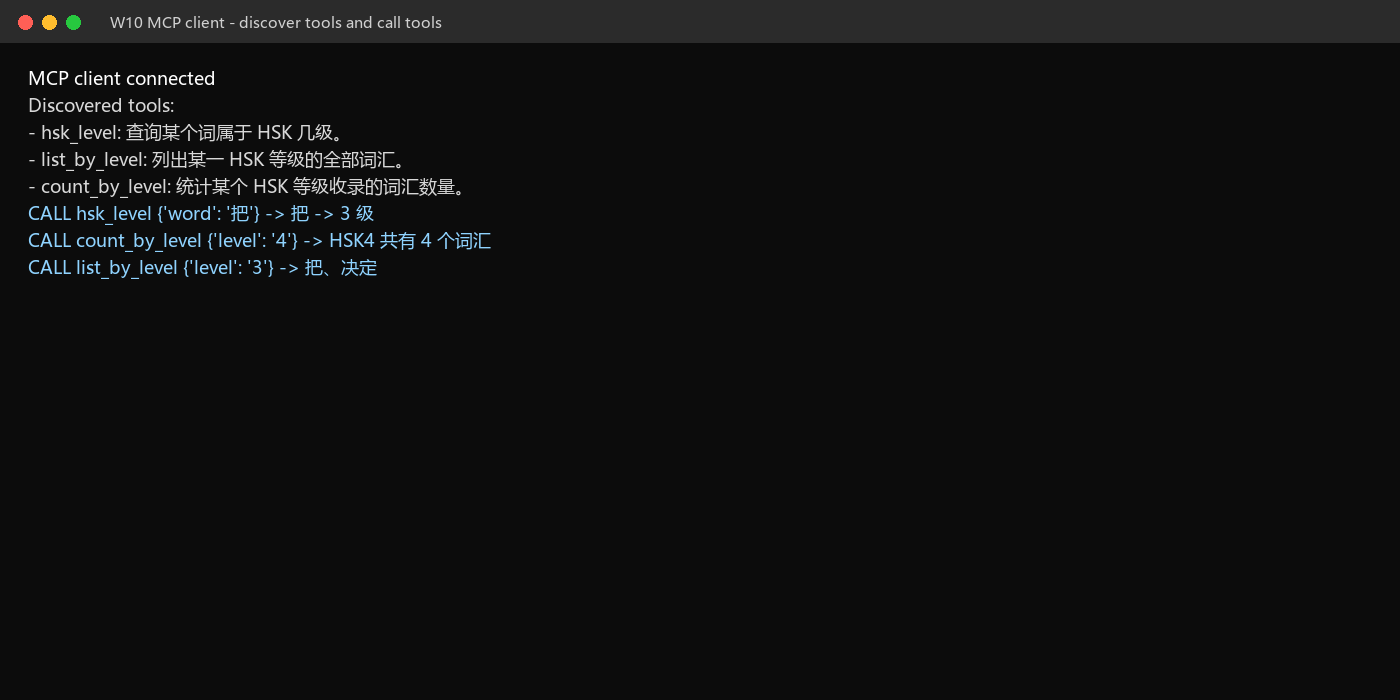 W10 MCP client - discover tools and call tools
MCP client connected
Discovered tools:
- hsk_level: 查询某个词属于 HSK 几级。
- list_by_level: 列出某一 HSK 等级的全部词汇。
- count_by_level: 统计某个 HSK 等级收录的词汇数量。
CALL hsk_level {'word': '把'} -> 把 -> 3 级
CALL count_by_level {'level': '4'} -> HSK4 共有 4 个词汇
CALL list_by_level {'level': '3'} -> 把、决定